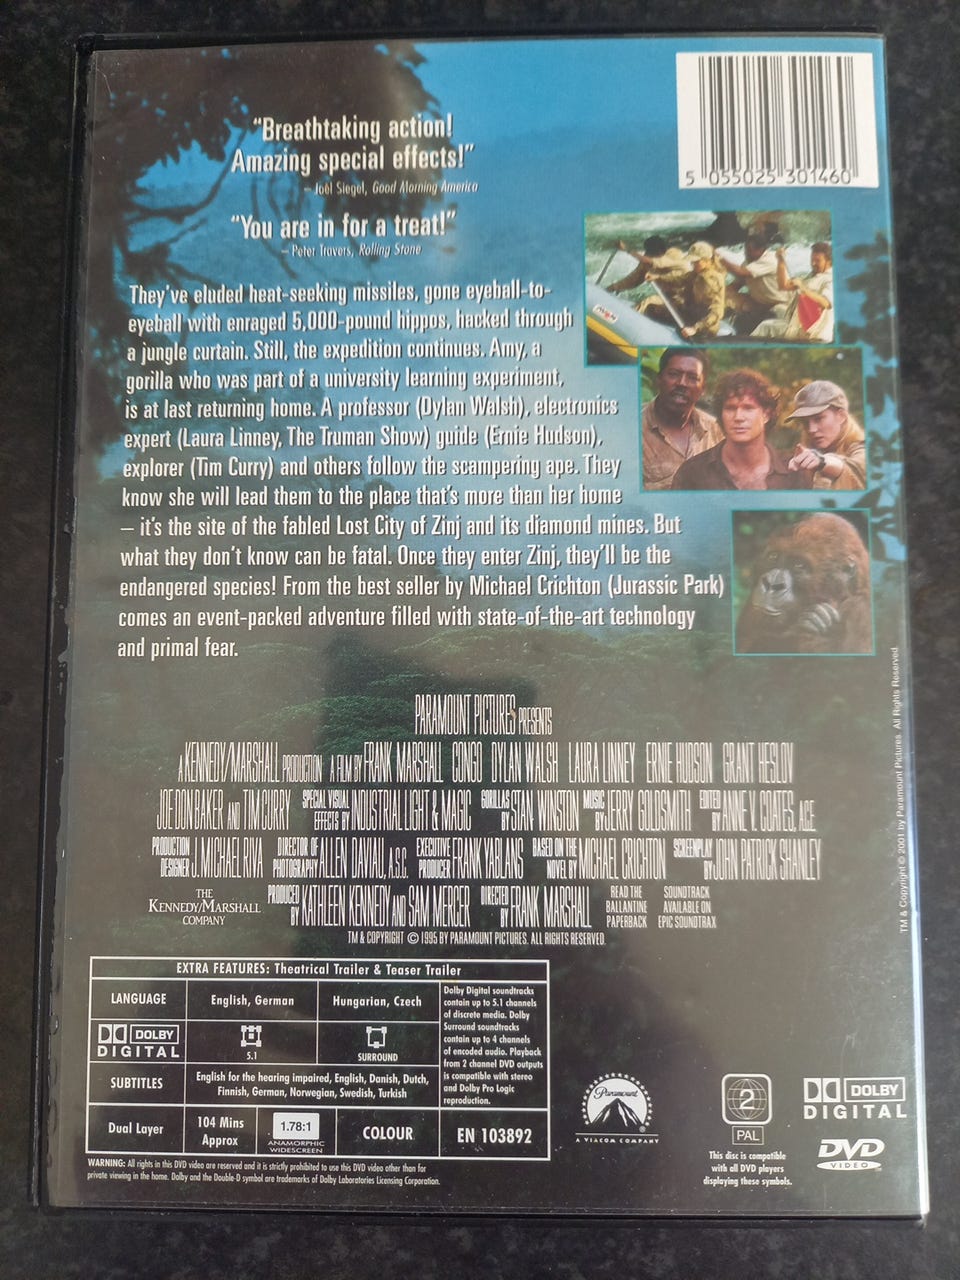 "Breathtaking action!
Amazing special effects!"
– Joel Siegel, Good Morning America
"You are in for a treat!"
– Peter Travers, Rolling Stone
5 055025 301460
They've eluded heat-seeking missiles, gone eyeball-to-
eyeball with enraged 5,000-pound hippos, hacked through
a jungle curtain. Still, the expedition continues. Amy, a
gorilla who was part of a university learning experiment,
is at last returning home. A professor (Dylan Walsh), electronics
expert (Laura Linney, The Truman Show) guide (Ernie Hudson),
explorer (Tim Curry) and others follow the scampering ape. They
know she will lead them to the place that's more than her home
– it's the site of the fabled Lost City of Zinj and its diamond mines. But
what they don't know can be fatal. Once they enter Zinj, they'll be the
endangered species! From the best seller by Michael Crichton (Jurassic Park)
comes an event-packed adventure filled with state-of-the-art technology
and primal fear.
PARAMOUNT PICTURES PRESENTS
A KENNEDY/MARSHALL PRODUCTION A FILM BY FRANK MARSHALL CONGO DYLAN WALSH LAURA LINNEY ERNIE HUDSON GRANT HESLOV
JOE DON BAKER AND TIM CURRY SPECIAL VISUAL EFFECTS BY INDUSTRIAL LIGHT & MAGIC GORILLAS BY STAN WINSTON MUSIC BY JERRY GOLDSMITH EDITED BY ANNE V. COATES, A.C.E.
PRODUCTION DESIGNER J. MICHAEL RIVA DIRECTOR OF PHOTOGRAPHY ALLEN DAVIAU, A.S.C. EXECUTIVE PRODUCER FRANK YABLANS BASED ON THE NOVEL BY MICHAEL CRICHTON SCREENPLAY BY JOHN PATRICK SHANLEY
THE KENNEDY/MARSHALL COMPANY PRODUCED BY KATHLEEN KENNEDY AND SAM MERCER DIRECTED BY FRANK MARSHALL READ THE BALLANTINE PAPERBACK SOUNDTRACK AVAILABLE ON EPIC SOUNDTRAX
TM & COPYRIGHT © 1995 BY PARAMOUNT PICTURES. ALL RIGHTS RESERVED.
TM & Copyright © 2001 by Paramount Pictures. All Rights Reserved.
EXTRA FEATURES: Theatrical Trailer & Teaser Trailer
LANGUAGE
English, German
Hungarian, Czech
DOLBY
DIGITAL
5.1
SURROUND
Dolby Digital soundtracks
contain up to 5.1 channels
of discrete media. Dolby
Surround soundtracks
contain up to 4 channels
of encoded audio. Playback
from 2 channel DVD outputs
is compatible with stereo
and Dolby Pro Logic
reproduction.
SUBTITLES
English for the hearing impaired, English, Danish, Dutch,
Finnish, German, Norwegian, Swedish, Turkish
Dual Layer
104 Mins
Approx
1.78:1
ANAMORPHIC
WIDESCREEN
COLOUR
EN 103892
WARNING: All rights in this DVD video are reserved and it is strictly prohibited to use this DVD video other than for
private viewing in the home. Dolby and the Double-D symbol are trademarks of Dolby Laboratories Licensing Corporation.
Paramount
A VIACOM COMPANY
2
PAL
This disc is compatible
with all DVD players
displaying these symbols.
DOLBY
DIGITAL
DVD
VIDEO